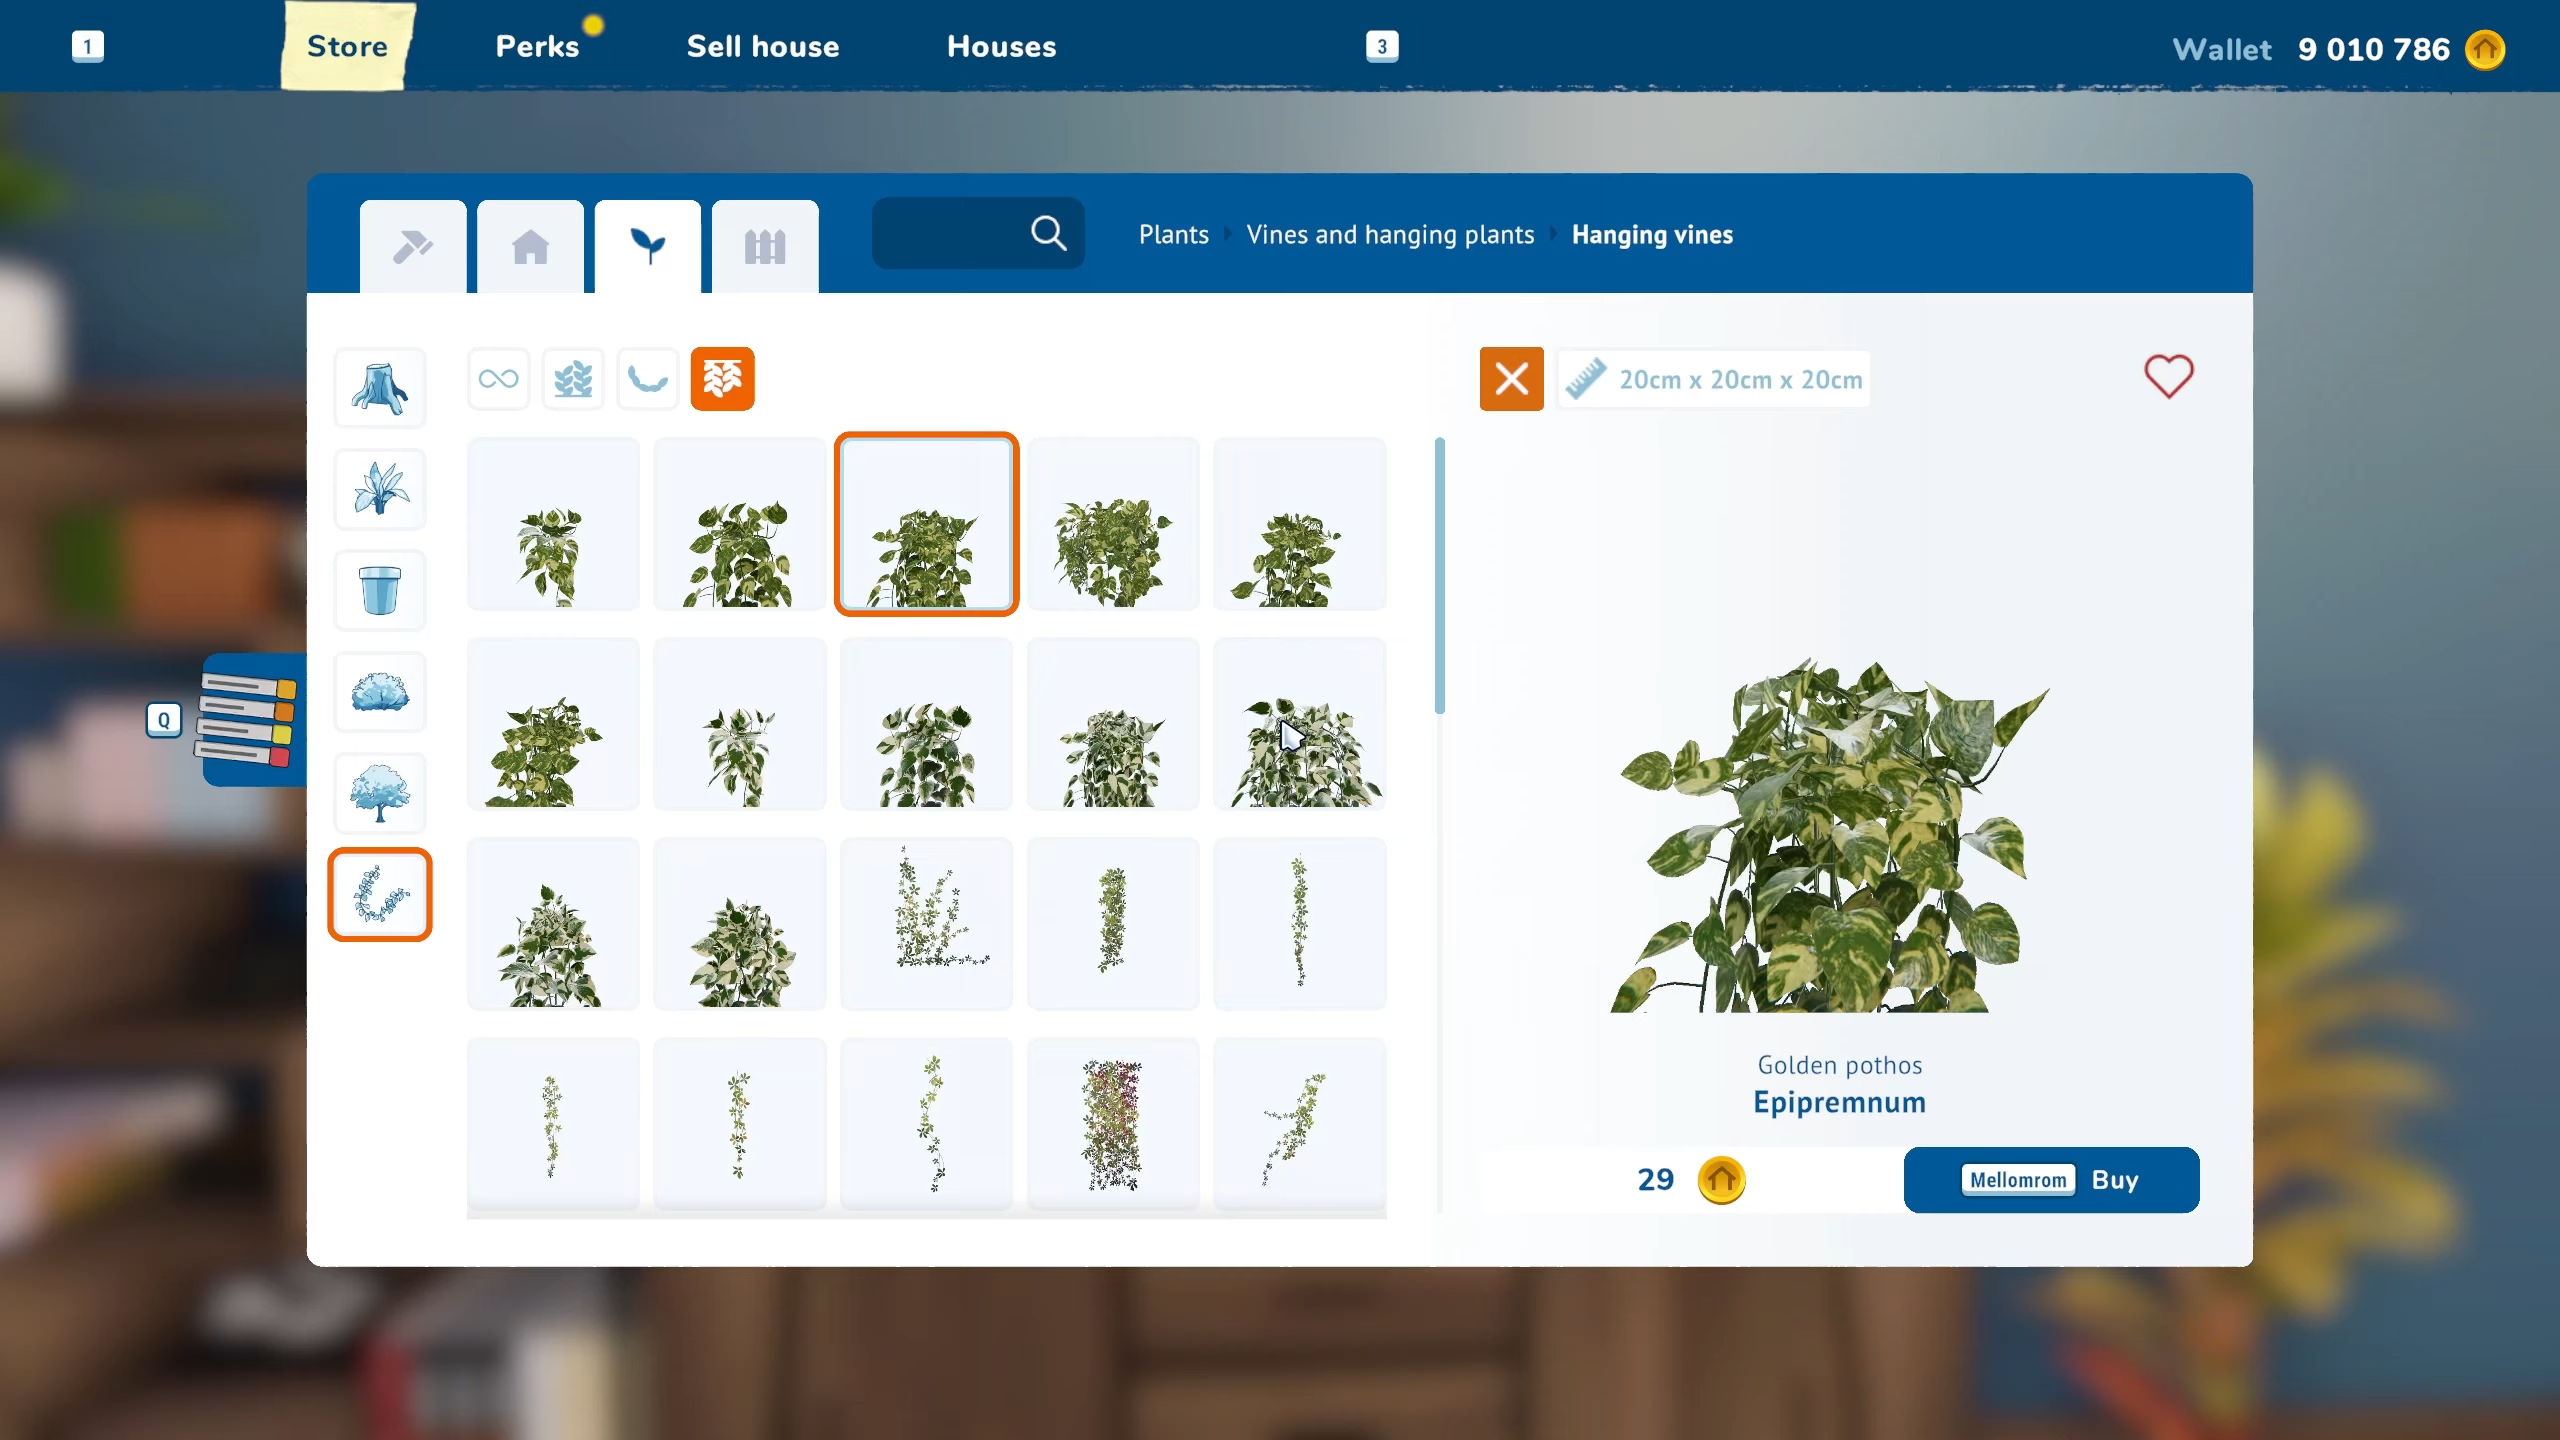 1
Store
Perks
Sell house
Houses
3
Wallet 9 010 786
Plants
Vines and hanging plants
Hanging vines
20cm x 20cm x 20cm
Q
Golden pothos
Epipremnum
29
Mellomrom Buy